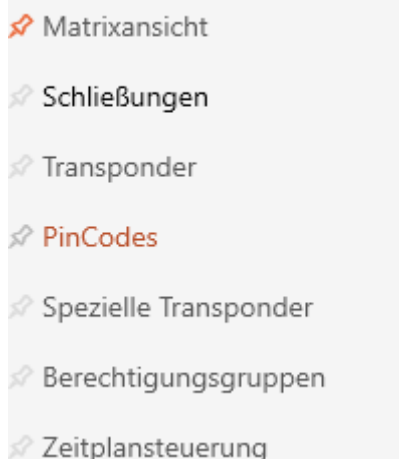 Matrixansicht
Schließungen
Transponder
PinCodes
Spezielle Transponder
Berechtigungsgruppen
Zeitplansteuerung